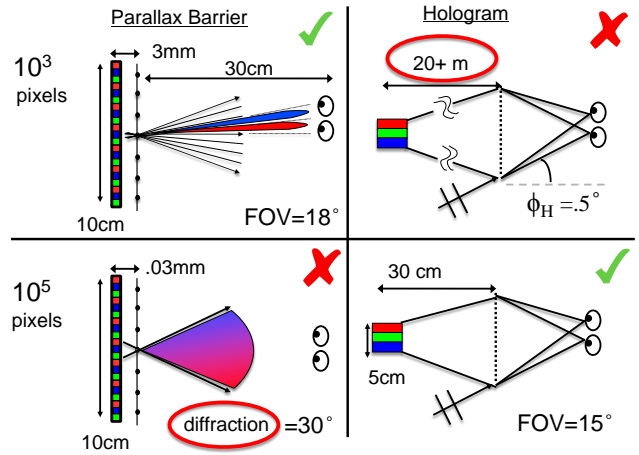 Parallax Barrier
Hologram
10³
pixels
3mm
30cm
10cm
FOV=18°
20+ m
ϕH =.5°
10⁵
pixels
.03mm
10cm
diffraction =30°
30 cm
5cm
FOV=15°